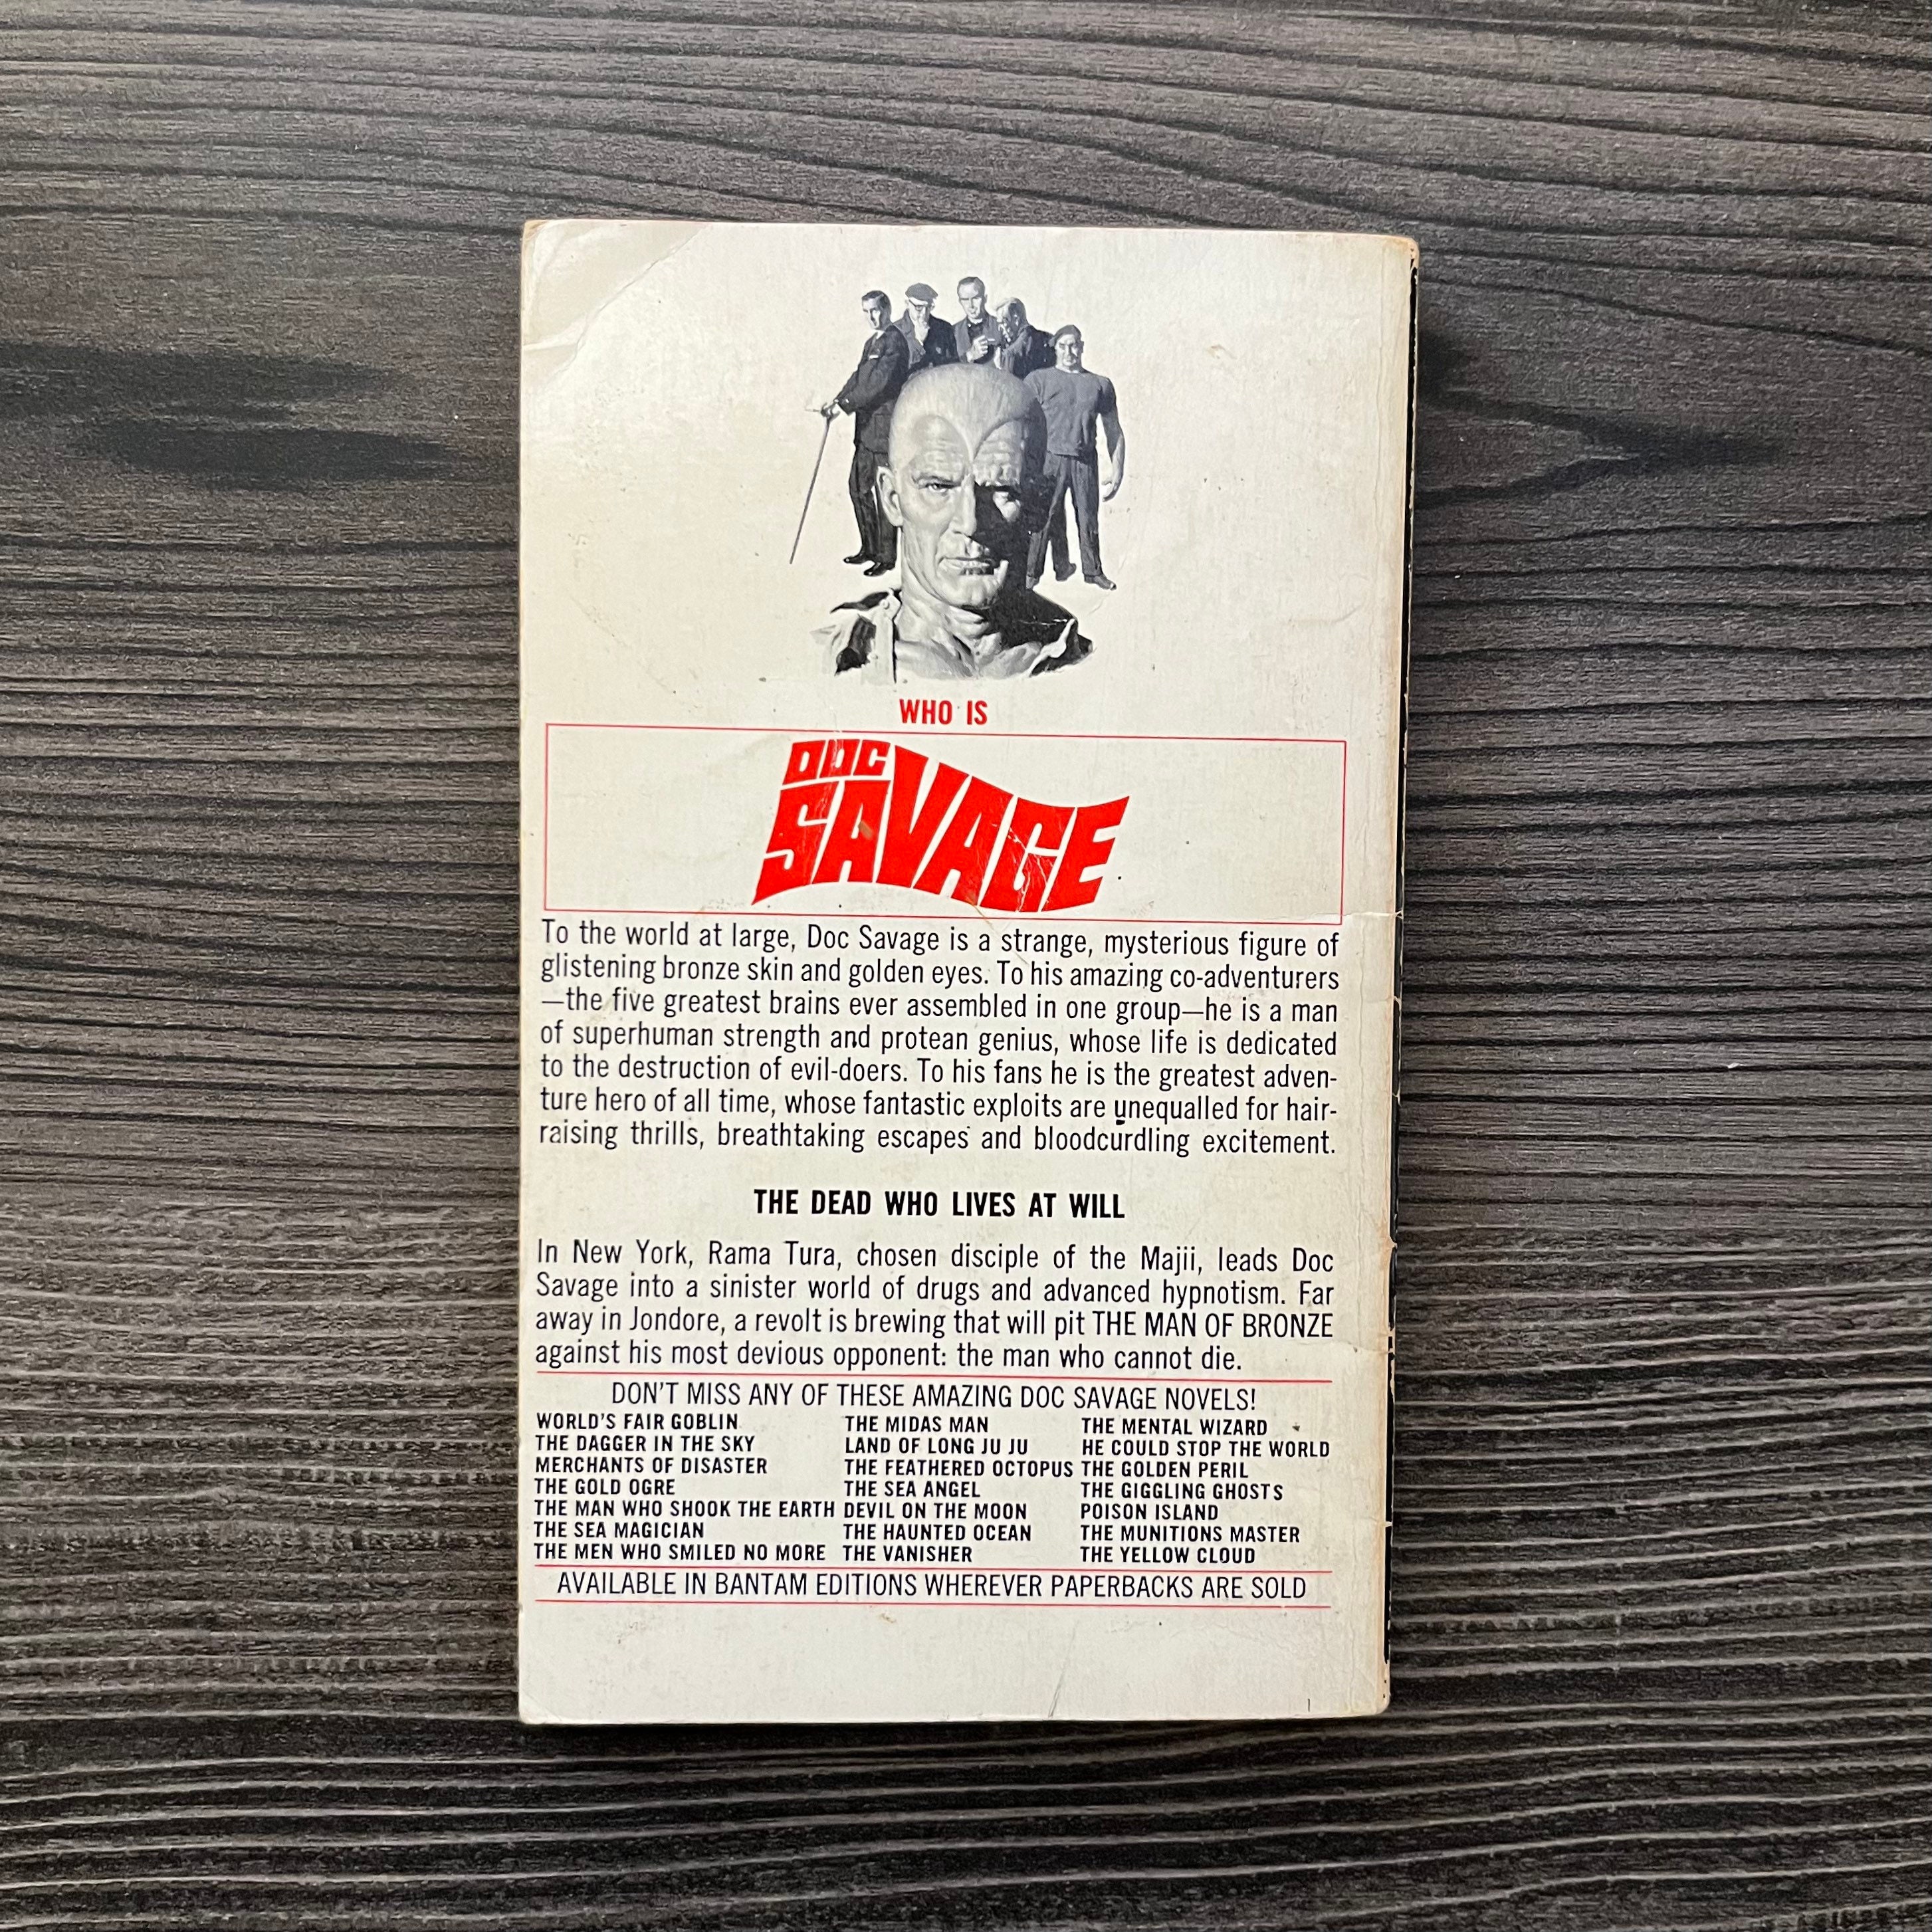 WHO IS
DOC
SAVAGE
To the world at large, Doc Savage is a strange, mysterious figure of
glistening bronze skin and golden eyes. To his amazing co-adventurers
—the five greatest brains ever assembled in one group—he is a man
of superhuman strength and protean genius, whose life is dedicated
to the destruction of evil-doers. To his fans he is the greatest adven-
ture hero of all time, whose fantastic exploits are unequalled for hair-
raising thrills, breathtaking escapes and bloodcurdling excitement.
THE DEAD WHO LIVES AT WILL
In New York, Rama Tura, chosen disciple of the Majii, leads Doc
Savage into a sinister world of drugs and advanced hypnotism. Far
away in Jondore, a revolt is brewing that will pit THE MAN OF BRONZE
against his most devious opponent: the man who cannot die.
DON'T MISS ANY OF THESE AMAZING DOC SAVAGE NOVELS!
WORLD'S FAIR GOBLIN
THE DAGGER IN THE SKY
MERCHANTS OF DISASTER
THE GOLD OGRE
THE MAN WHO SHOOK THE EARTH
THE SEA MAGICIAN
THE MEN WHO SMILED NO MORE
THE MIDAS MAN
LAND OF LONG JU JU
THE FEATHERED OCTOPUS
THE SEA ANGEL
DEVIL ON THE MOON
THE HAUNTED OCEAN
THE VANISHER
THE MENTAL WIZARD
HE COULD STOP THE WORLD
THE GOLDEN PERIL
THE GIGGLING GHOSTS
POISON ISLAND
THE MUNITIONS MASTER
THE YELLOW CLOUD
AVAILABLE IN BANTAM EDITIONS WHEREVER PAPERBACKS ARE SOLD